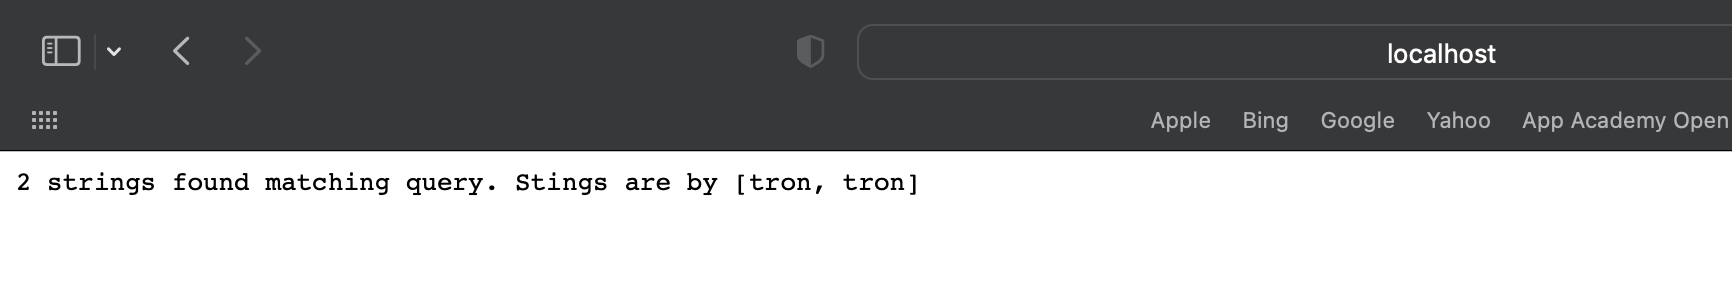 localhost
Apple Bing Google Yahoo App Academy Open
2 strings found matching query. Stings are by [tron, tron]